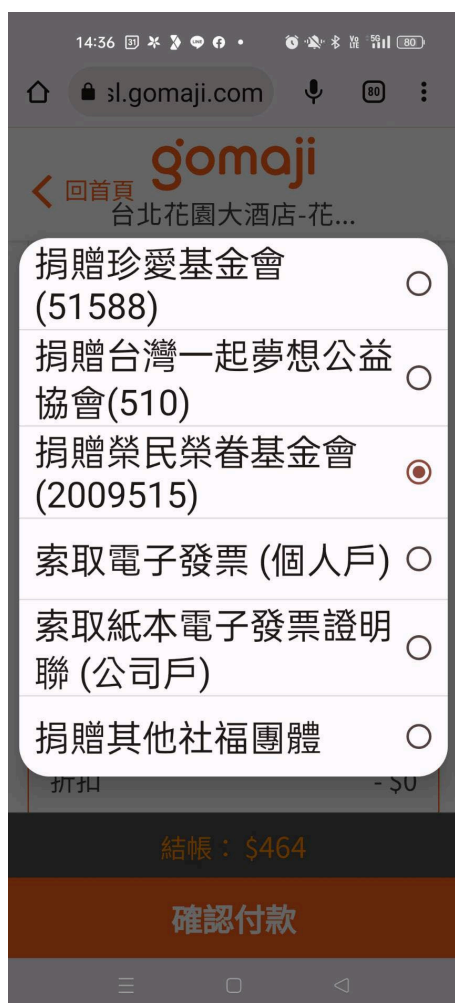 14:36
80
sl.gomaji.com
80
gomaji
回首頁
台北花園大酒店-花...
捐贈珍愛基金會
(51588)
捐贈台灣一起夢想公益
協會(510)
捐贈榮民榮眷基金會
(2009515)
索取電子發票 (個人戶)
索取紙本電子發票證明
聯 (公司戶)
捐贈其他社福團體
折扣
- $0
結帳： $464
確認付款